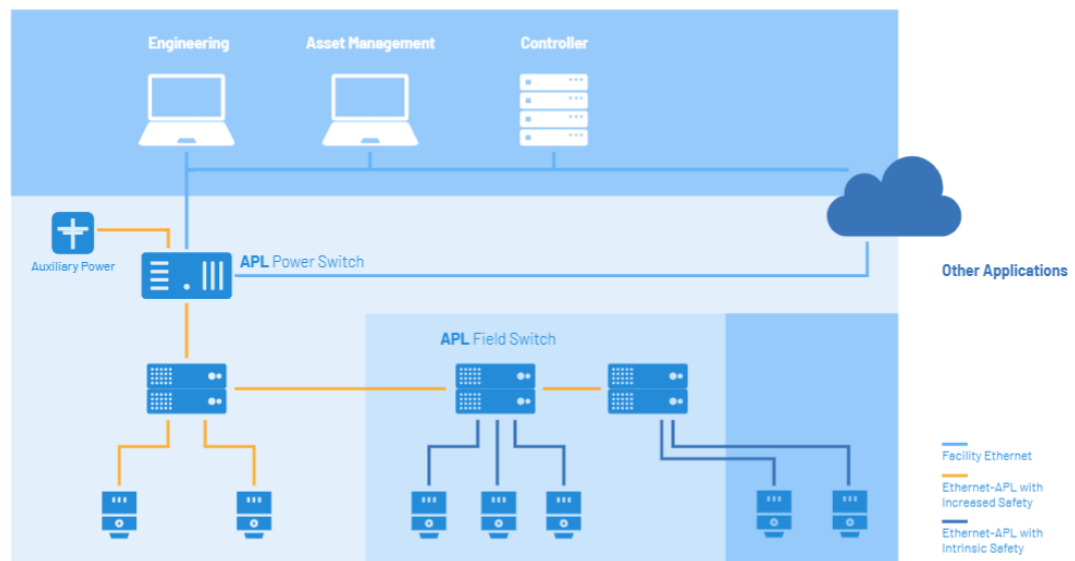 Engineering
Asset Management
Controller
Auxiliary Power
APL Power Switch
Other Applications
APL Field Switch
Facility Ethernet
Ethernet-APL with
Increased Safety
Ethernet-APL with
Intrinsic Safety